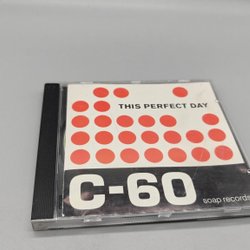 THIS PERFECT DAY
C-60
soap records